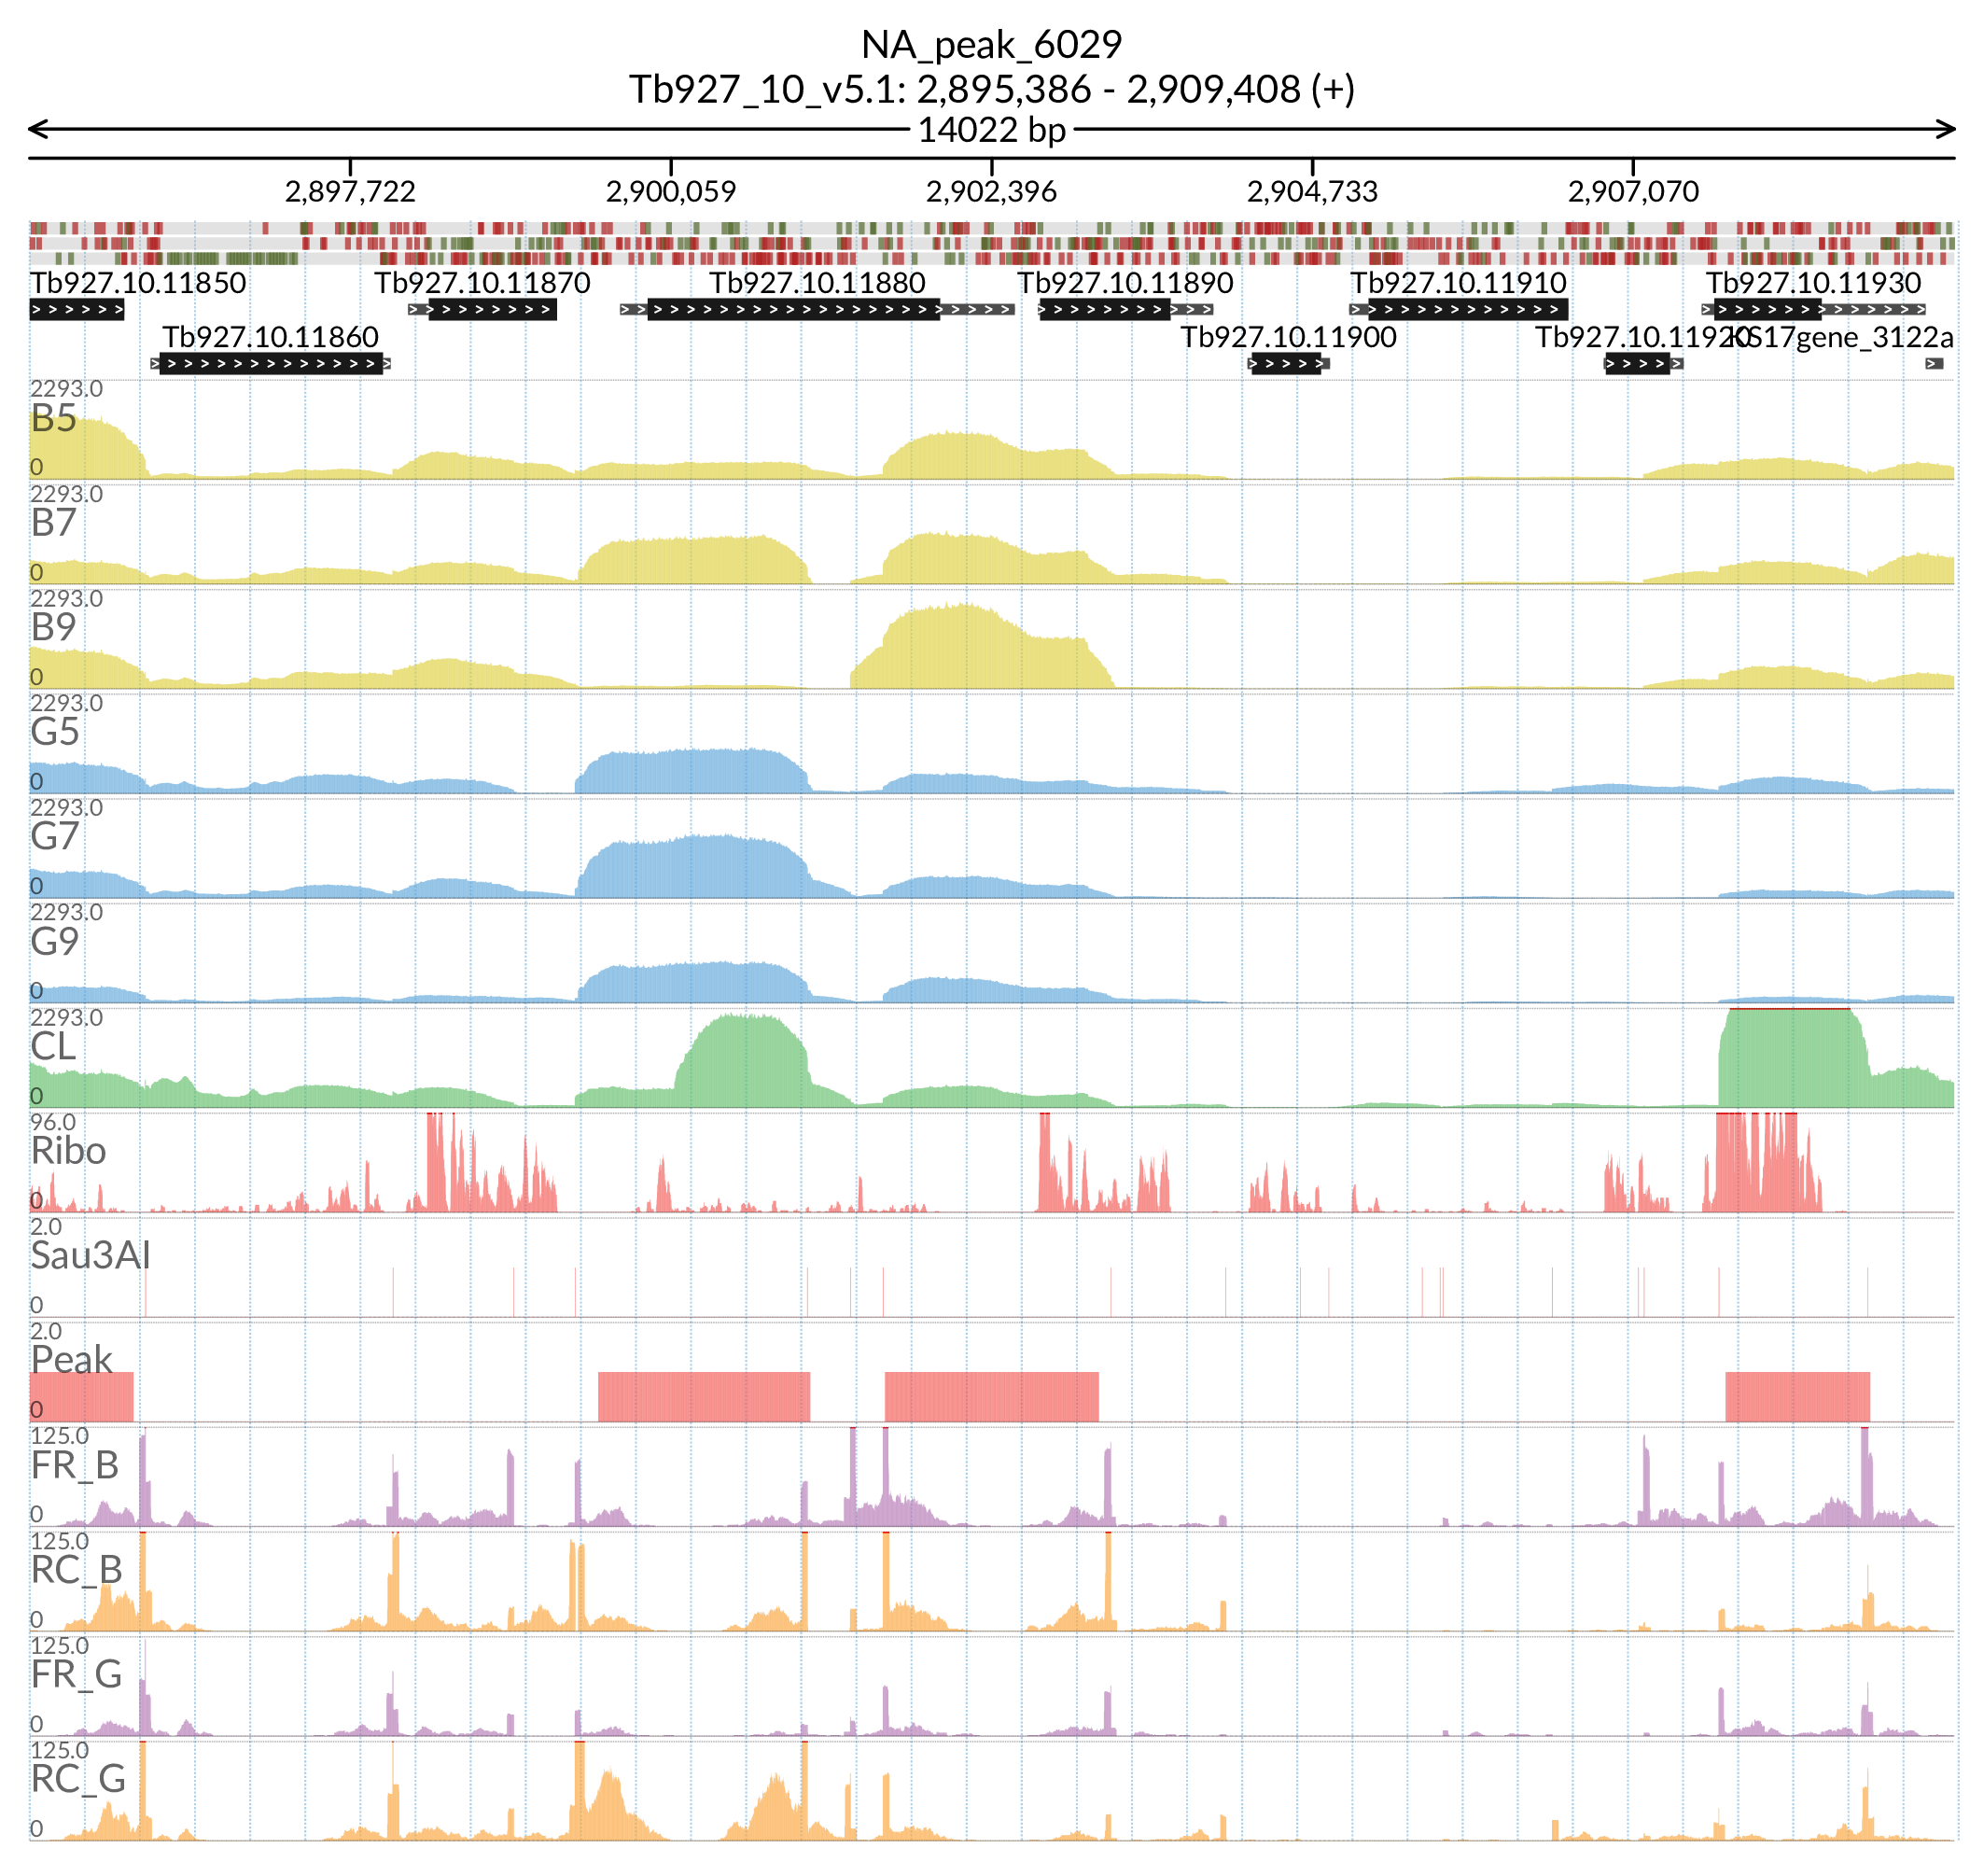 NA_peak_6029
Tb927_10_v5.1: 2,895,386 - 2,909,408 (+)
14022 bp
2,897,722 2,900,059 2,902,396 2,904,733 2,907,070
Tb927.10.11850 Tb927.10.11870 Tb927.10.11880 Tb927.10.11890 Tb927.10.11910 Tb927.10.11930
Tb927.10.11860 Tb927.10.11900 Tb927.10.11920 KS17gene_3122a
2293.0
B5
0
2293.0
B7
0
2293.0
B9
0
2293.0
G5
0
2293.0
G7
0
2293.0
G9
0
2293.0
CL
0
96.0
Ribo
0
2.0
Sau3AI
0
2.0
Peak
0
125.0
FR_B
0
125.0
RC_B
0
125.0
FR_G
0
125.0
RC_G
0